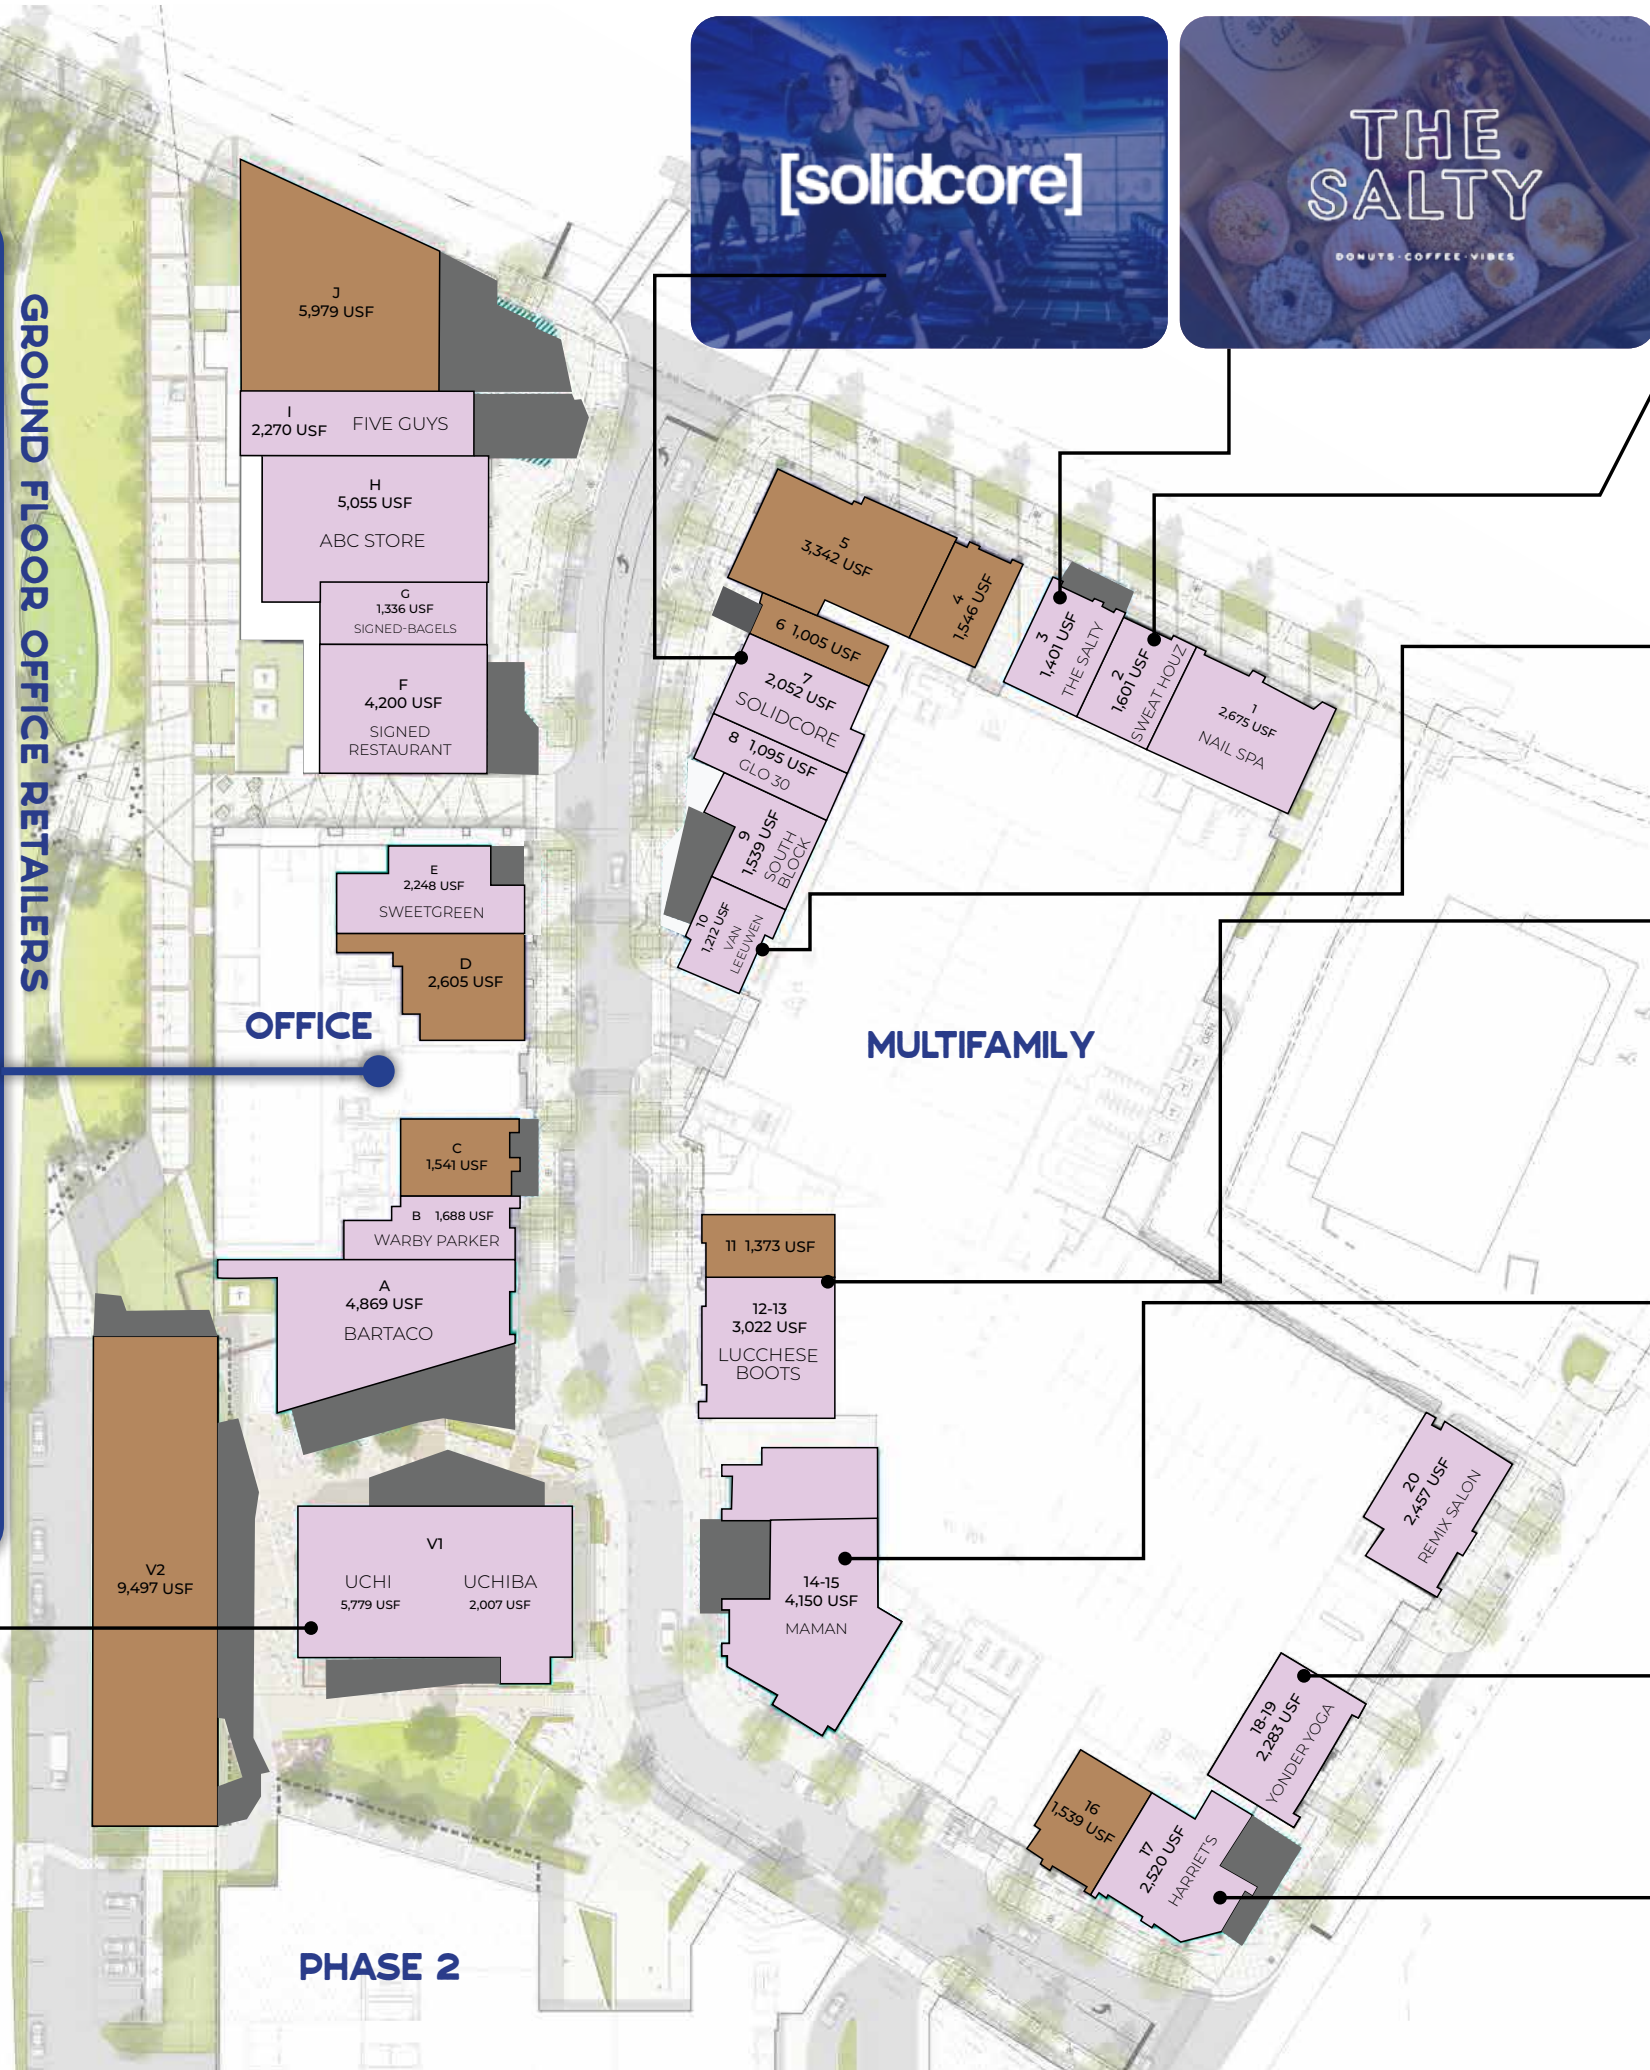 [solidcore]
THE
SALTY
DONUTS·COFFEE·VIBES
GROUND FLOOR OFFICE RETAILERS
J
5,979 USF
I
2,270 USF
FIVE GUYS
H
5,055 USF
ABC STORE
G
1,336 USF
SIGNED-BAGELS
F
4,200 USF
SIGNED
RESTAURANT
E
2,248 USF
SWEETGREEN
D
2,605 USF
OFFICE
C
1,541 USF
B 1,688 USF
WARBY PARKER
A
4,869 USF
BARTACO
V2
9,497 USF
V1
UCHI
5,779 USF
UCHIBA
2,007 USF
PHASE 2
5
3,342 USF
4
1,546 USF
6 1,005 USF
7
2,052 USF
SOLIDCORE
8 1,095 USF
GLO 30
9
1,539 USF
SOUTH
BLOCK
10
1,212 USF
VAN
LEEUWEN
3
1,401 USF
THE SALTY
2
1,601 USF
SWEAT HOUZ
1
2,675 USF
NAIL SPA
MULTIFAMILY
GEN
11 1,373 USF
12-13
3,022 USF
LUCCHESE
BOOTS
14-15
4,150 USF
MAMAN
20
2,457 USF
REMIX SALON
18-19
2,283 USF
YONDER YOGA
16
1,539 USF
17
2,520 USF
HARRIET'S